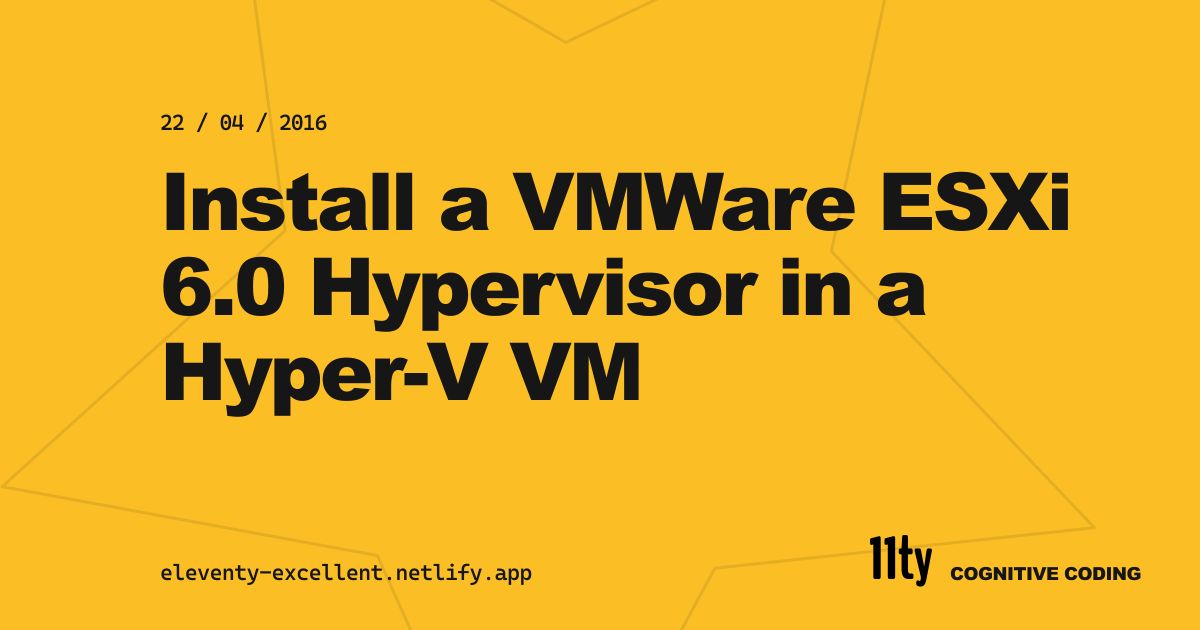 22 / 04 / 2016
Install a VMWare ESXi
6.0 Hypervisor in a
Hyper-V VM
eleventy-excellent.netlify.app
11ty COGNITIVE CODING